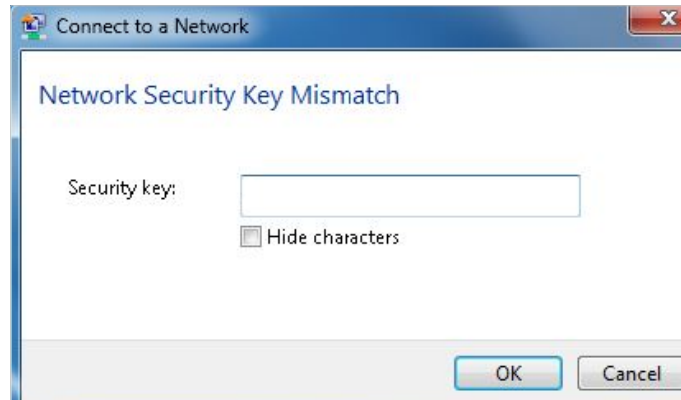 Connect to a Network
Network Security Key Mismatch
Security key:
Hide characters
OK Cancel